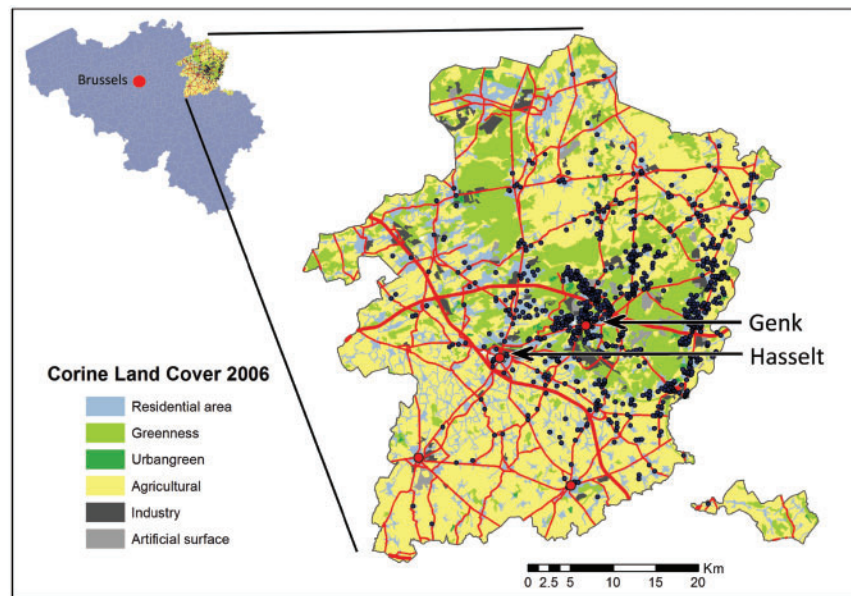 Brussels
Genk
Hasselt
Corine Land Cover 2006
Residential area
Greenness
Urbangreen
Agricultural
Industry
Artificial surface
Km
0 2.5 5 10 15 20